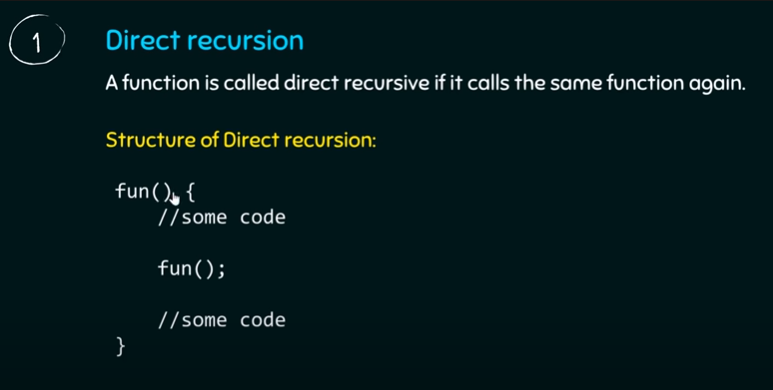 1
Direct recursion
A function is called direct recursive if it calls the same function again.
Structure of Direct recursion:
fun() {
//some code
fun();
//some code
}